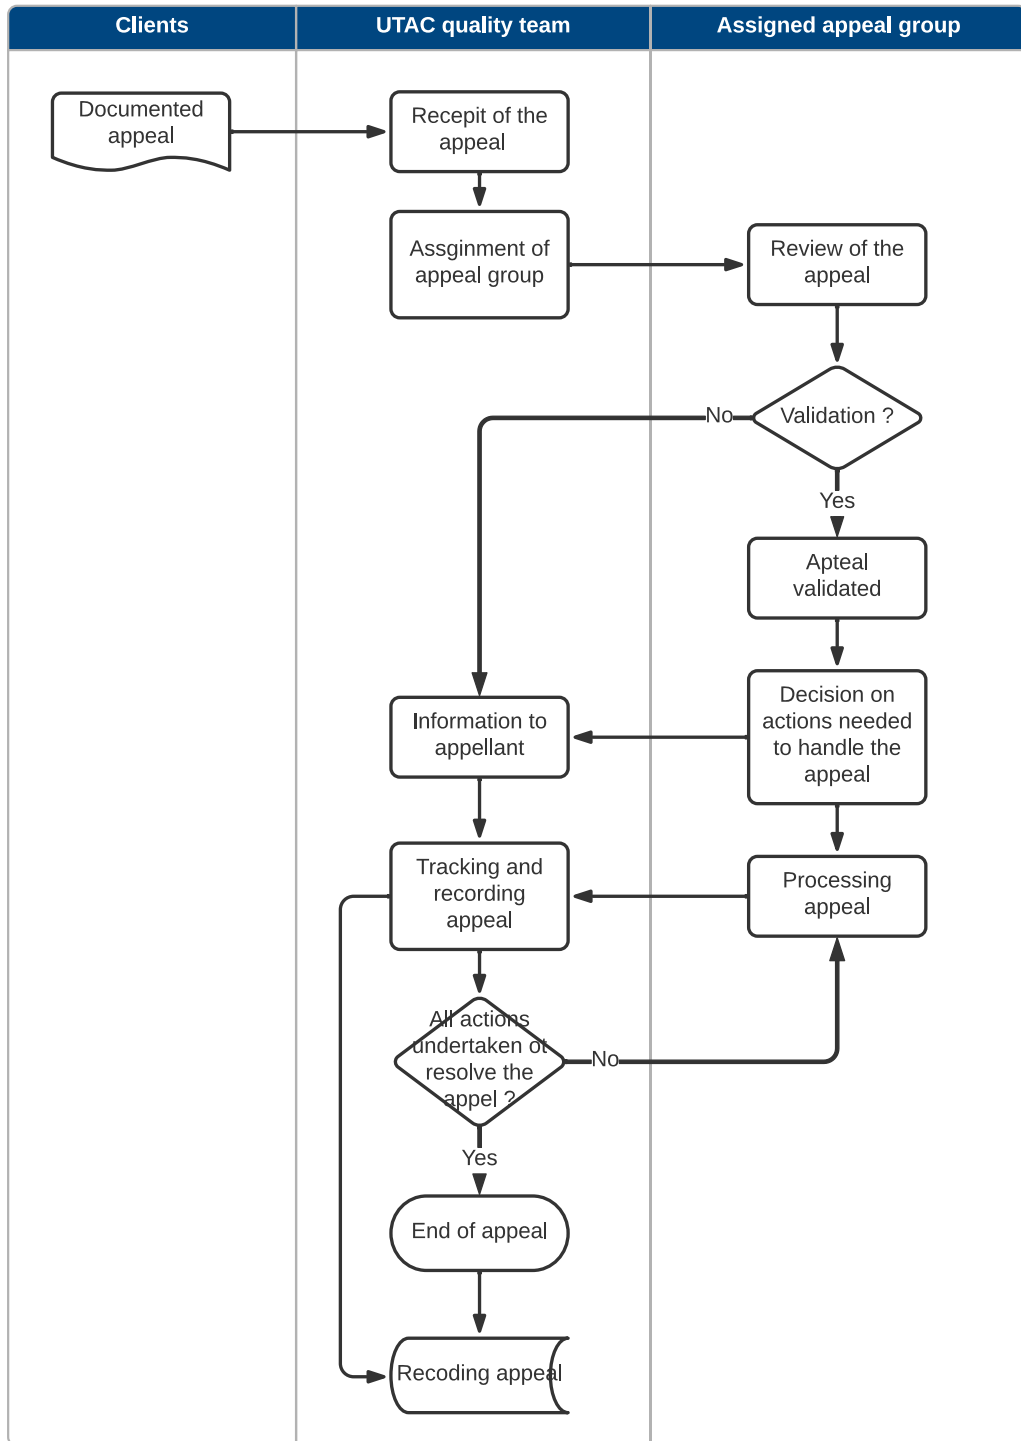 Clients
UTAC quality team
Assigned appeal group
Documented
appeal
Recepit of the
appeal
Assginment of
appeal group
Review of the
appeal
Validation ?
No
Yes
Apteal
validated
Decision on
actions needed
to handle the
appeal
Information to
appellant
Tracking and
recording
appeal
Processing
appeal
All actions
undertaken ot
resolve the
appel ?
No
Yes
End of appeal
Recoding appeal